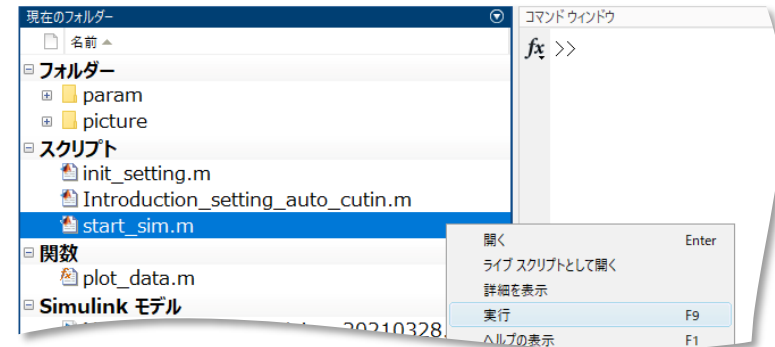 現在のフォルダー
名前
フォルダー
param
picture
スクリプト
init_setting.m
Introduction_setting_auto_cutin.m
start_sim.m
関数
plot_data.m
Simulink モデル
20210328.
コマンド ウィンドウ
fx >>
開く Enter
ライブ スクリプトとして開く
詳細を表示
実行 F9
ヘルプの表示 F1